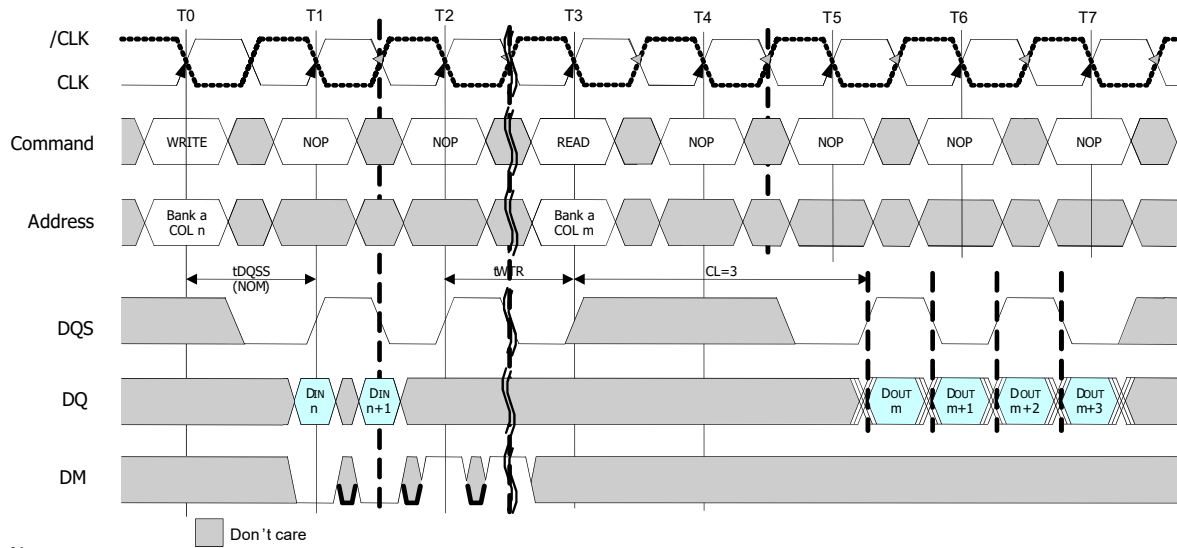 T0 T1 T2 T3 T4 T5 T6 T7
/CLK
CLK
Command WRITE NOP NOP READ NOP NOP NOP NOP
Address Bank a COL n Bank a COL m
tDQSS (NOM) tWTR CL=3
DQS
DQ DIN n DIN n+1 DOUT m DOUT m+1 DOUT m+2 DOUT m+3
DM
Don't care